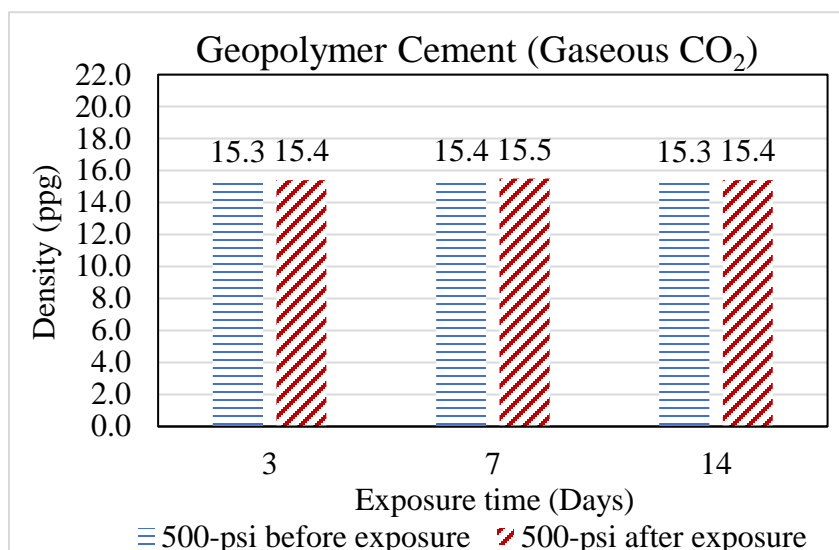 Geopolymer Cement (Gaseous CO₂)
22.0
20.0
18.0
16.0
14.0
12.0
10.0
8.0
6.0
4.0
2.0
0.0
Density (ppg)
15.3 15.4 15.4 15.5 15.3 15.4
3 7 14
Exposure time (Days)
500-psi before exposure 500-psi after exposure